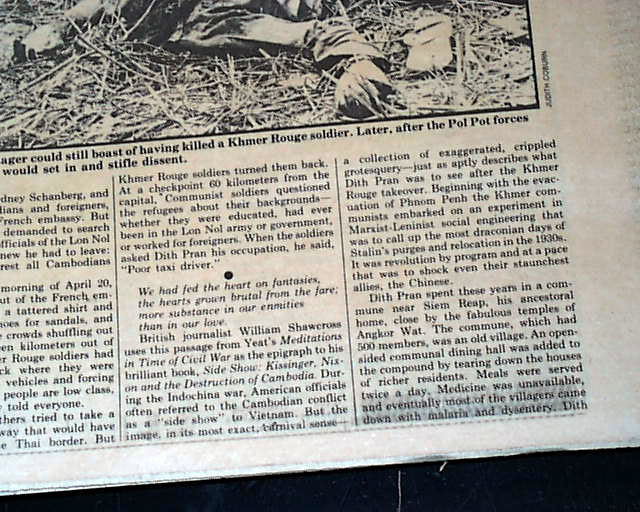 JUDITH COBURN
ager could still boast of having killed a Khmer Rouge soldier. Later, after the Pol Pot forces
would set in and stifle dissent.
dney Schanberg, and
dians and foreigners,
French embassy. But
demanded to search
fficials of the Lon Nol
new he had to leave:
rest all Cambodians
morning of April 20,
ut of the French em-
a tattered shirt and
oes for sandals, and
e crowds shuffling out
en kilometers out of
er Rouge soldiers had
ck where they were
vehicles and forcing
people are low class,
told everyone.
thers tried to take a
way that would have
e Thai border. But
Khmer Rouge soldiers turned them back.
At a checkpoint 60 kilometers from the
capital, Communist soldiers questioned
the refugees about their backgrounds—
whether they were educated, had ever
been in the Lon Nol army or government,
or worked for foreigners. When the soldiers
asked Dith Pran his occupation, he said,
"Poor taxi driver."
We had fed the heart on fantasies,
the hearts grown brutal from the fare;
more substance in our enmities
than in our love.
British journalist William Shawcross
uses this passage from Yeat's Meditations
in Time of Civil War as the epigraph to his
brilliant book, Side Show: Kissinger, Nix-
on and the Destruction of Cambodia. Dur-
ing the Indochina war, American officials
often referred to the Cambodian conflict
as a "side show" to Vietnam. But the
image, in its most exact, carnival sense—
a collection of exaggerated, crippled
grotesquery—just as aptly describes what
Dith Pran was to see after the Khmer
Rouge takeover. Beginning with the evac-
uation of Phnom Penh the Khmer com-
munists embarked on an experiment in
Marxist-Leninist social engineering that
was to call up the most draconian days of
Stalin's purges and relocation in the 1930s.
It was revolution by program and at a pace
that was to shock even their staunchest
allies, the Chinese.
Dith Pran spent these years in a com-
mune near Siem Reap, his ancestoral
home, close by the fabulous temples of
Angkor Wat. The commune, which had
500 members, was an old village. An open-
sided communal dining hall was added to
the compound by tearing down the houses
of richer residents. Meals were served
twice a day. Medicine was unavailable,
and eventually most of the villagers came
down with malaria and dysentery. Dith